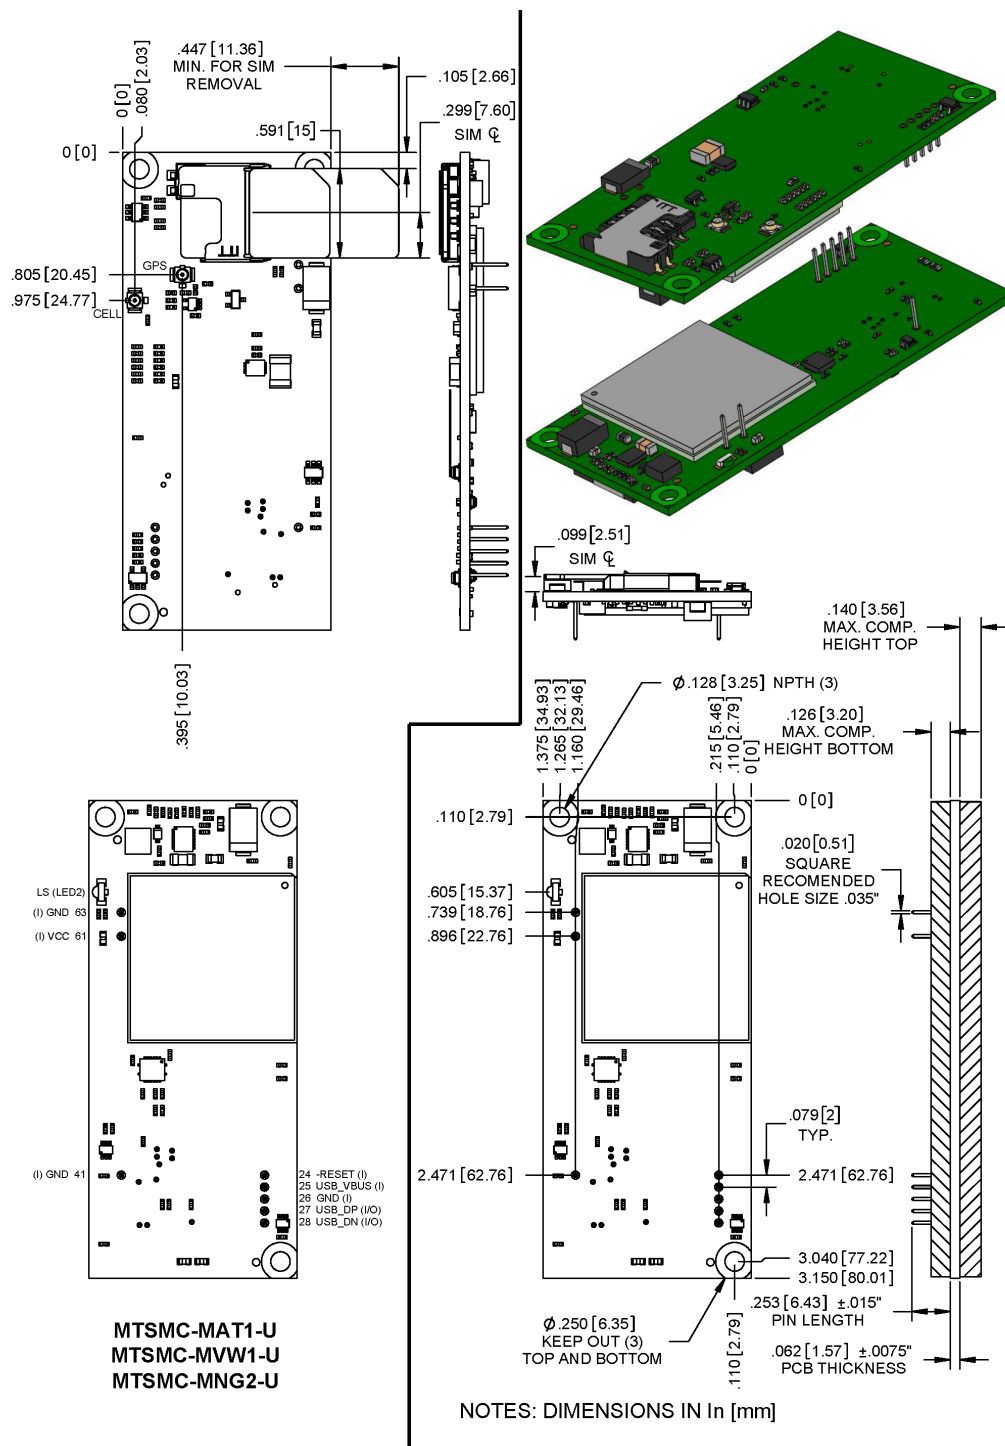 .447 [11.36]
MIN. FOR SIM
REMOVAL
0 [0]
.080 [2.03]
.105 [2.66]
.299 [7.60]
SIM ℄
.591 [15]
0 [0]
GPS
.805 [20.45]
.975 [24.77]
CELL
.395 [10.03]
.099 [2.51]
SIM ℄
.140 [3.56]
MAX. COMP.
HEIGHT TOP
Ø .128 [3.25] NPTH (3)
1.375 [34.93]
1.265 [32.13]
1.160 [29.46]
.215 [5.46]
.110 [2.79]
0 [0]
.126 [3.20]
MAX. COMP.
HEIGHT BOTTOM
0 [0]
.110 [2.79]
.020 [0.51]
SQUARE
RECOMENDED
HOLE SIZE .035"
.605 [15.37]
.739 [18.76]
.896 [22.76]
LS (LED2)
(I) GND 63
(I) VCC 61
.079 [2]
TYP.
(I) GND 41
24 -RESET (I)
25 USB_VBUS (I)
26 GND (I)
27 USB_DP (I/O)
28 USB_DN (I/O)
2.471 [62.76]
2.471 [62.76]
3.040 [77.22]
3.150 [80.01]
.253 [6.43] ±.015"
PIN LENGTH
Ø .250 [6.35]
KEEP OUT (3)
TOP AND BOTTOM
.110 [2.79]
.062 [1.57] ±.0075"
PCB THICKNESS
MTSMC-MAT1-U
MTSMC-MVW1-U
MTSMC-MNG2-U
NOTES: DIMENSIONS IN In [mm]